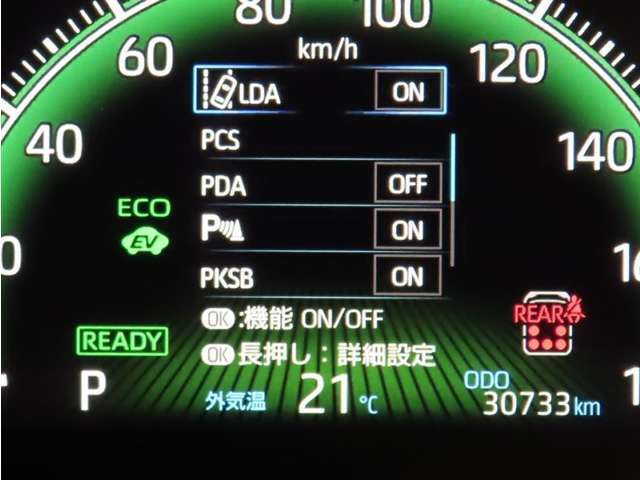 80 100
km/h
60 120
LDA ON
40 PCS 140
PDA OFF
ECO
EV
P ON
PKSB ON
OK:機能 ON/OFF
REAR
READY
OK長押し:詳細設定
P 外気温 21℃
ODO
30733km